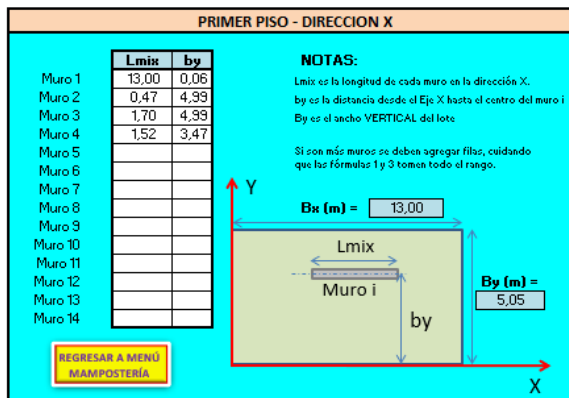 PRIMER PISO - DIRECCION X
Lmix by
Muro 1 13,00 0,06
Muro 2 0,47 4,99
Muro 3 1,70 4,99
Muro 4 1,52 3,47
Muro 5
Muro 6
Muro 7
Muro 8
Muro 9
Muro 10
Muro 11
Muro 12
Muro 13
Muro 14
NOTAS:
Lmix es la longitud de cada muro en la dirección X.
by es la distancia desde el Eje X hasta el centro del muro i
By es el ancho VERTICAL del lote
Si son más muros se deben agregar filas, cuidando
que las fórmulas 1 y 3 tomen todo el rango.
Y
Bx (m) = 13,00
Lmix
Muro i
by
By (m) =
5,05
X
REGRESAR A MENÚ
MAMPOSTERÍA